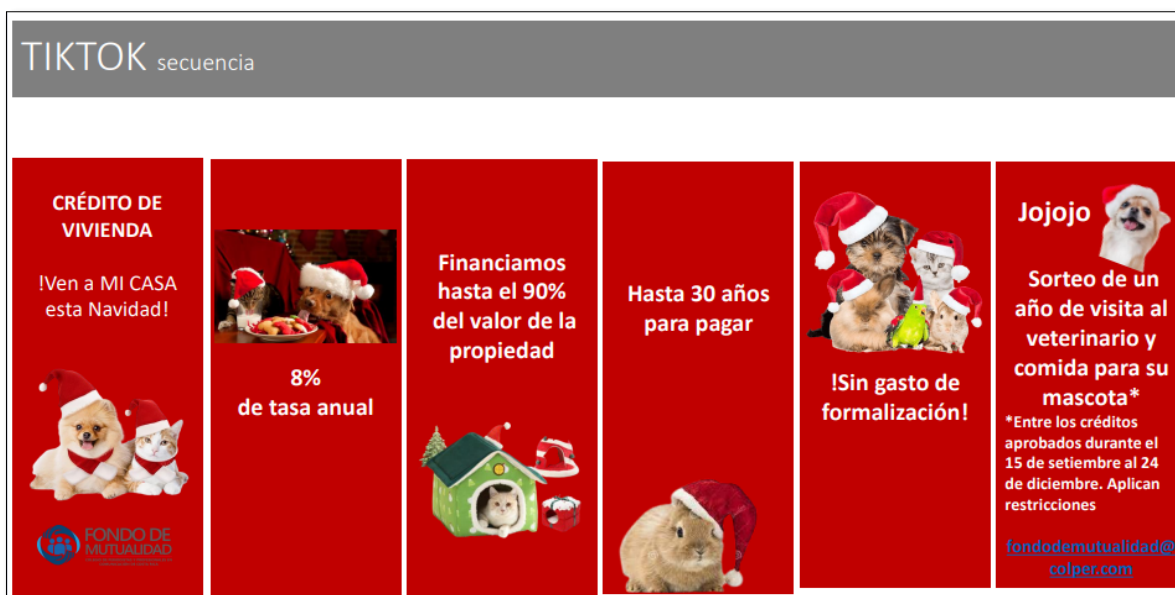 TIKTOK secuencia
CRÉDITO DE
VIVIENDA
!Ven a MI CASA
esta Navidad!
FONDO DE
MUTUALIDAD
8%
de tasa anual
Financiamos
hasta el 90%
del valor de la
propiedad
Hasta 30 años
para pagar
!Sin gasto de
formalización!
Jojojo
Sorteo de un
año de visita al
veterinario y
comida para su
mascota*
*Entre los créditos
aprobados durante el
15 de setiembre al 24
de diciembre. Aplican
restricciones
fondodemutualidad@
colper.com